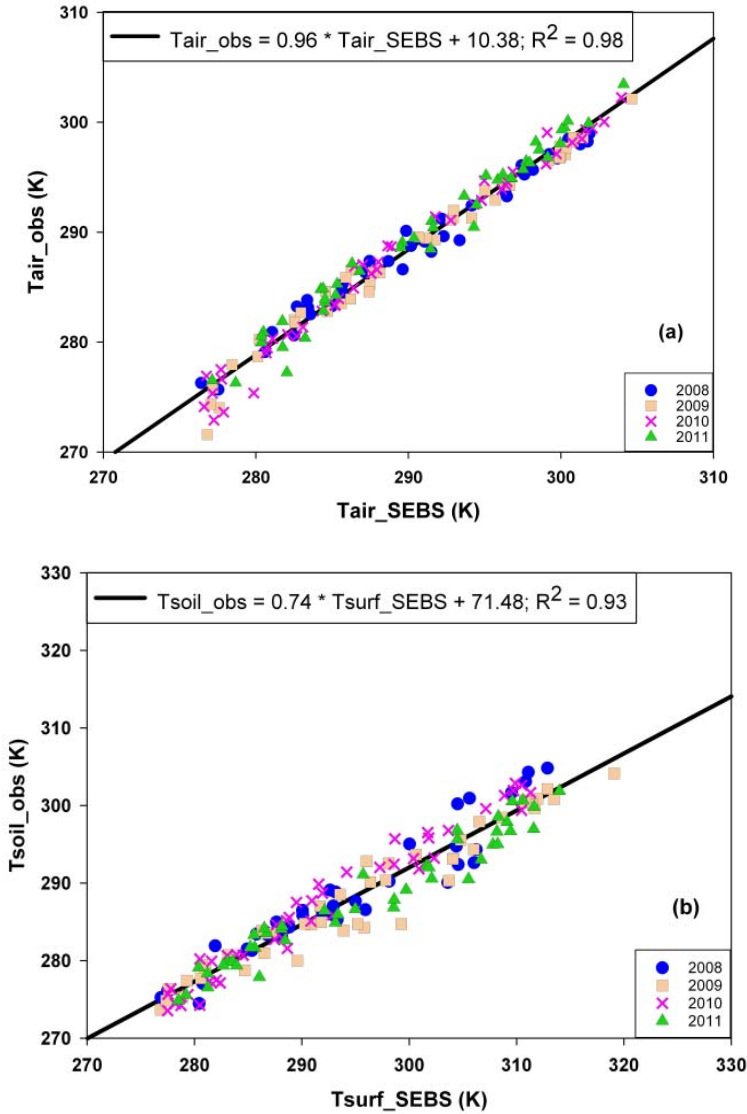 310
300
290
280
270
Tair_obs (K)
Tair_obs = 0.96 * Tair_SEBS + 10.38; R² = 0.98
(a)
2008
2009
2010
2011
270 280 290 300 310
Tair_SEBS (K)
330
320
310
300
290
280
270
Tsoil_obs (K)
Tsoil_obs = 0.74 * Tsurf_SEBS + 71.48; R² = 0.93
(b)
2008
2009
2010
2011
270 280 290 300 310 320 330
Tsurf_SEBS (K)